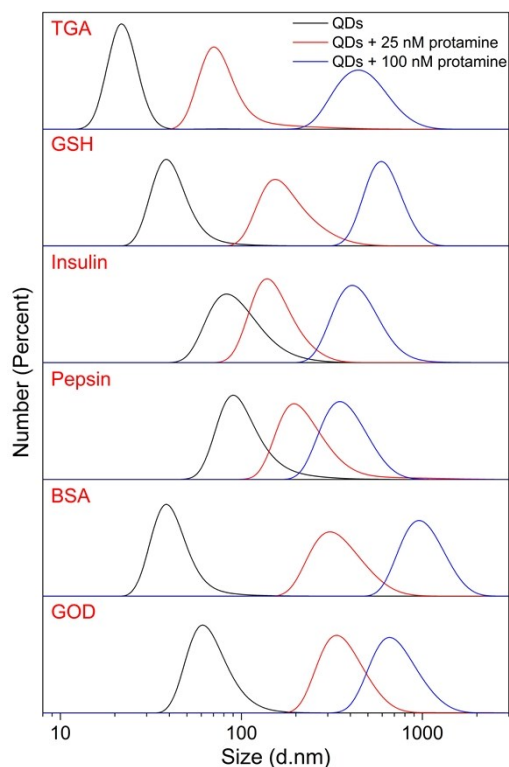 TGA
QDs
QDs + 25 nM protamine
QDs + 100 nM protamine
GSH
Insulin
Pepsin
BSA
GOD
Number (Percent)
10
100
1000
Size (d.nm)